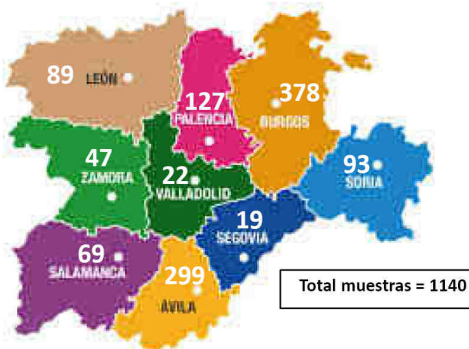 89 LEÓN
127
PALENCIA
378
BURGOS
47
ZAMORA
22
VALLADOLID
93
SORIA
19
SEGOVIA
69
SALAMANCA
299
ÁVILA
Total muestras = 1140